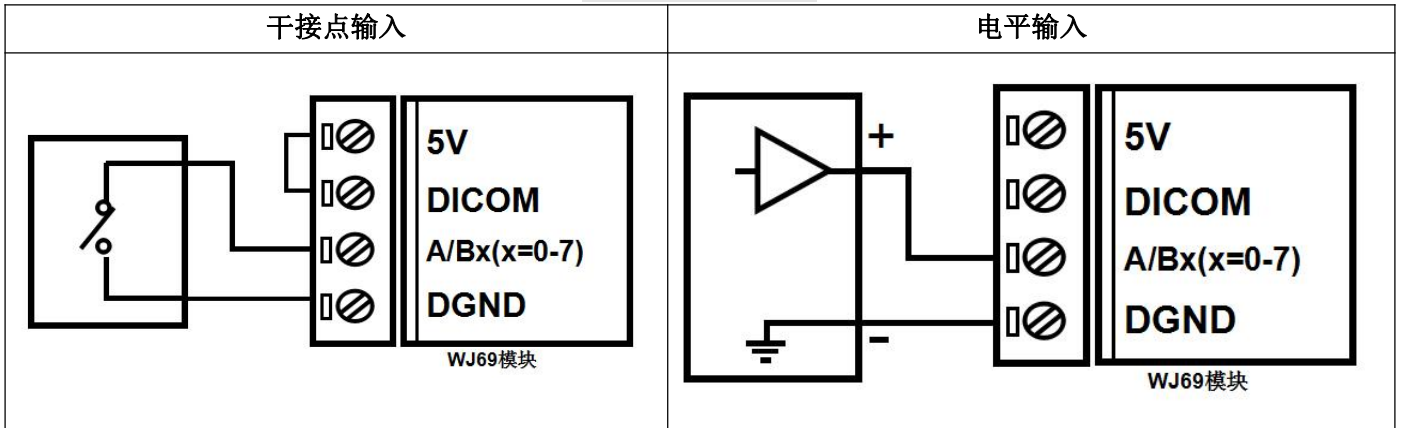 干接点输入
电平输入
5V
DICOM
A/Bx(x=0-7)
DGND
WJ69模块
+
-
5V
DICOM
A/Bx(x=0-7)
DGND
WJ69模块